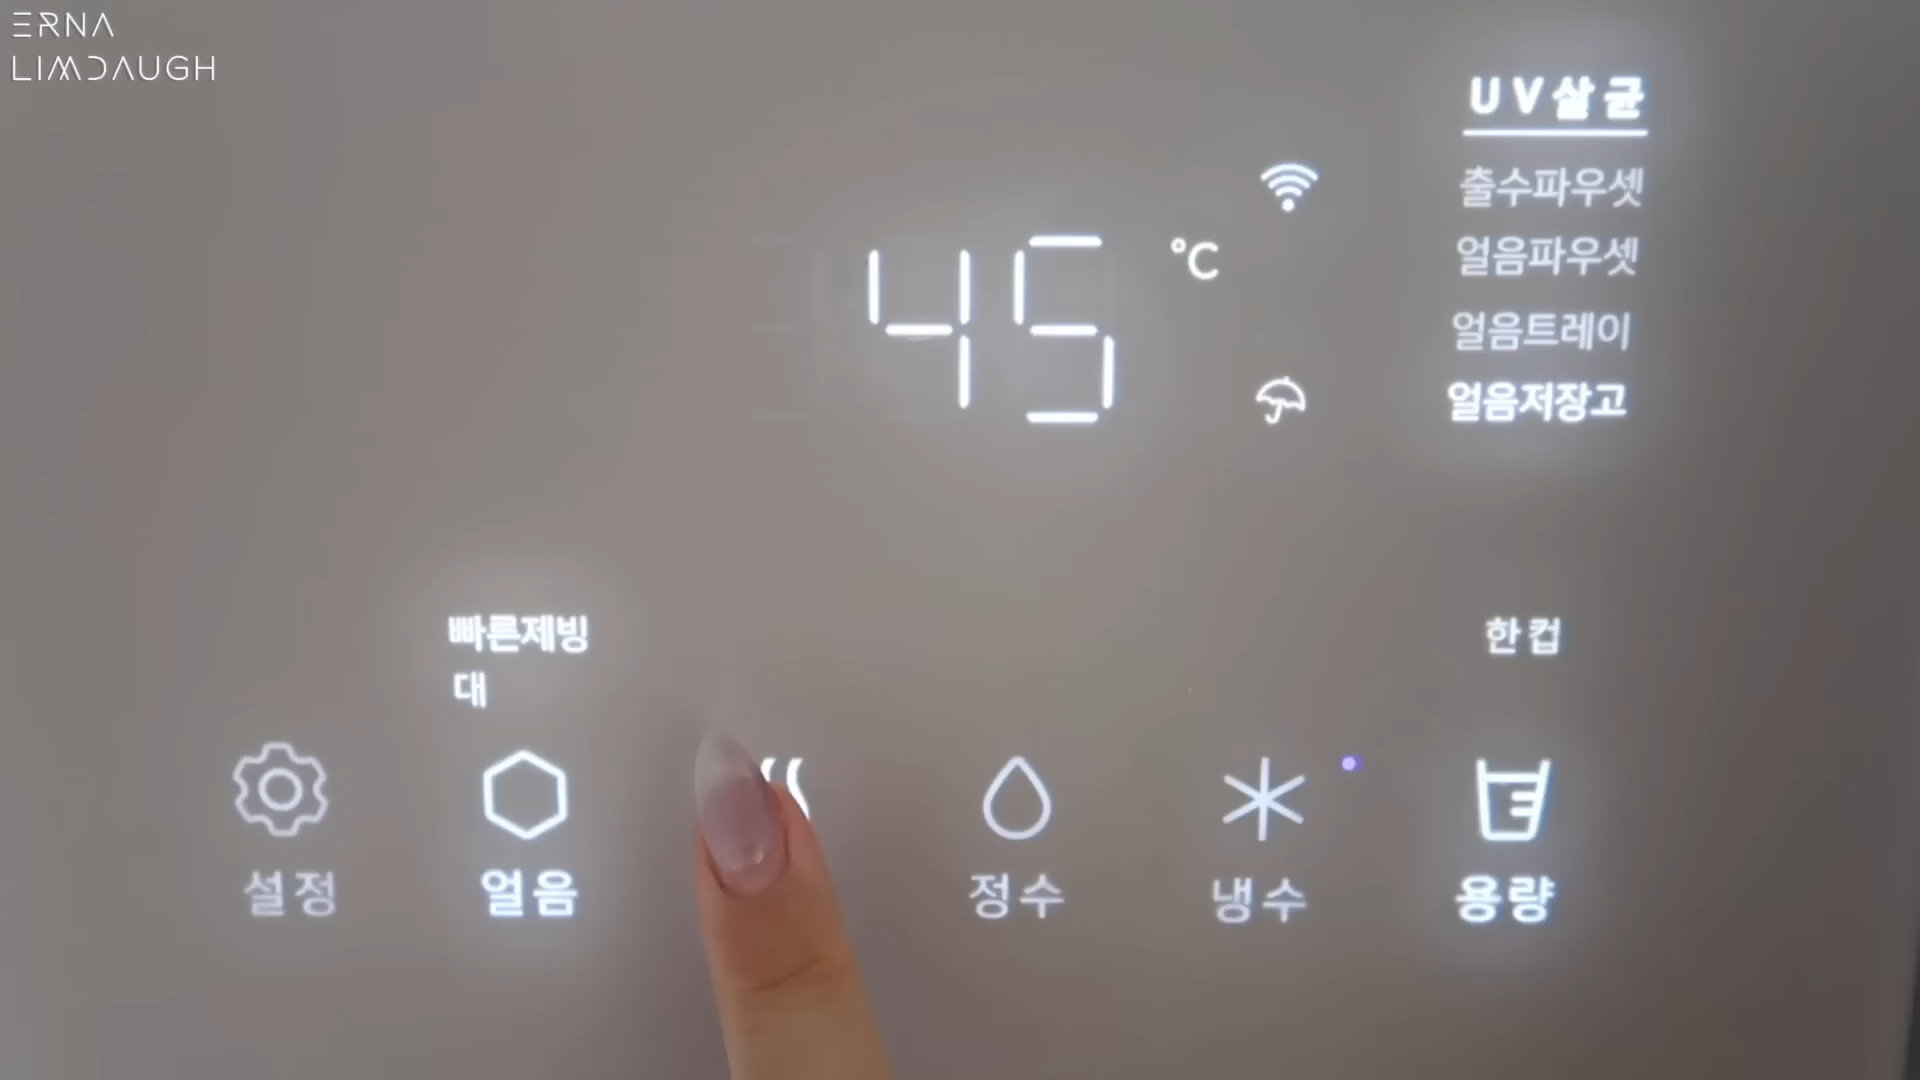 ERNA
LIMDAUGH
UV살균
출수파우셋
얼음파우셋
얼음트레이
얼음저장고
45 °C
빠른제빙
대
한컵
설정
얼음
정수
냉수
용량